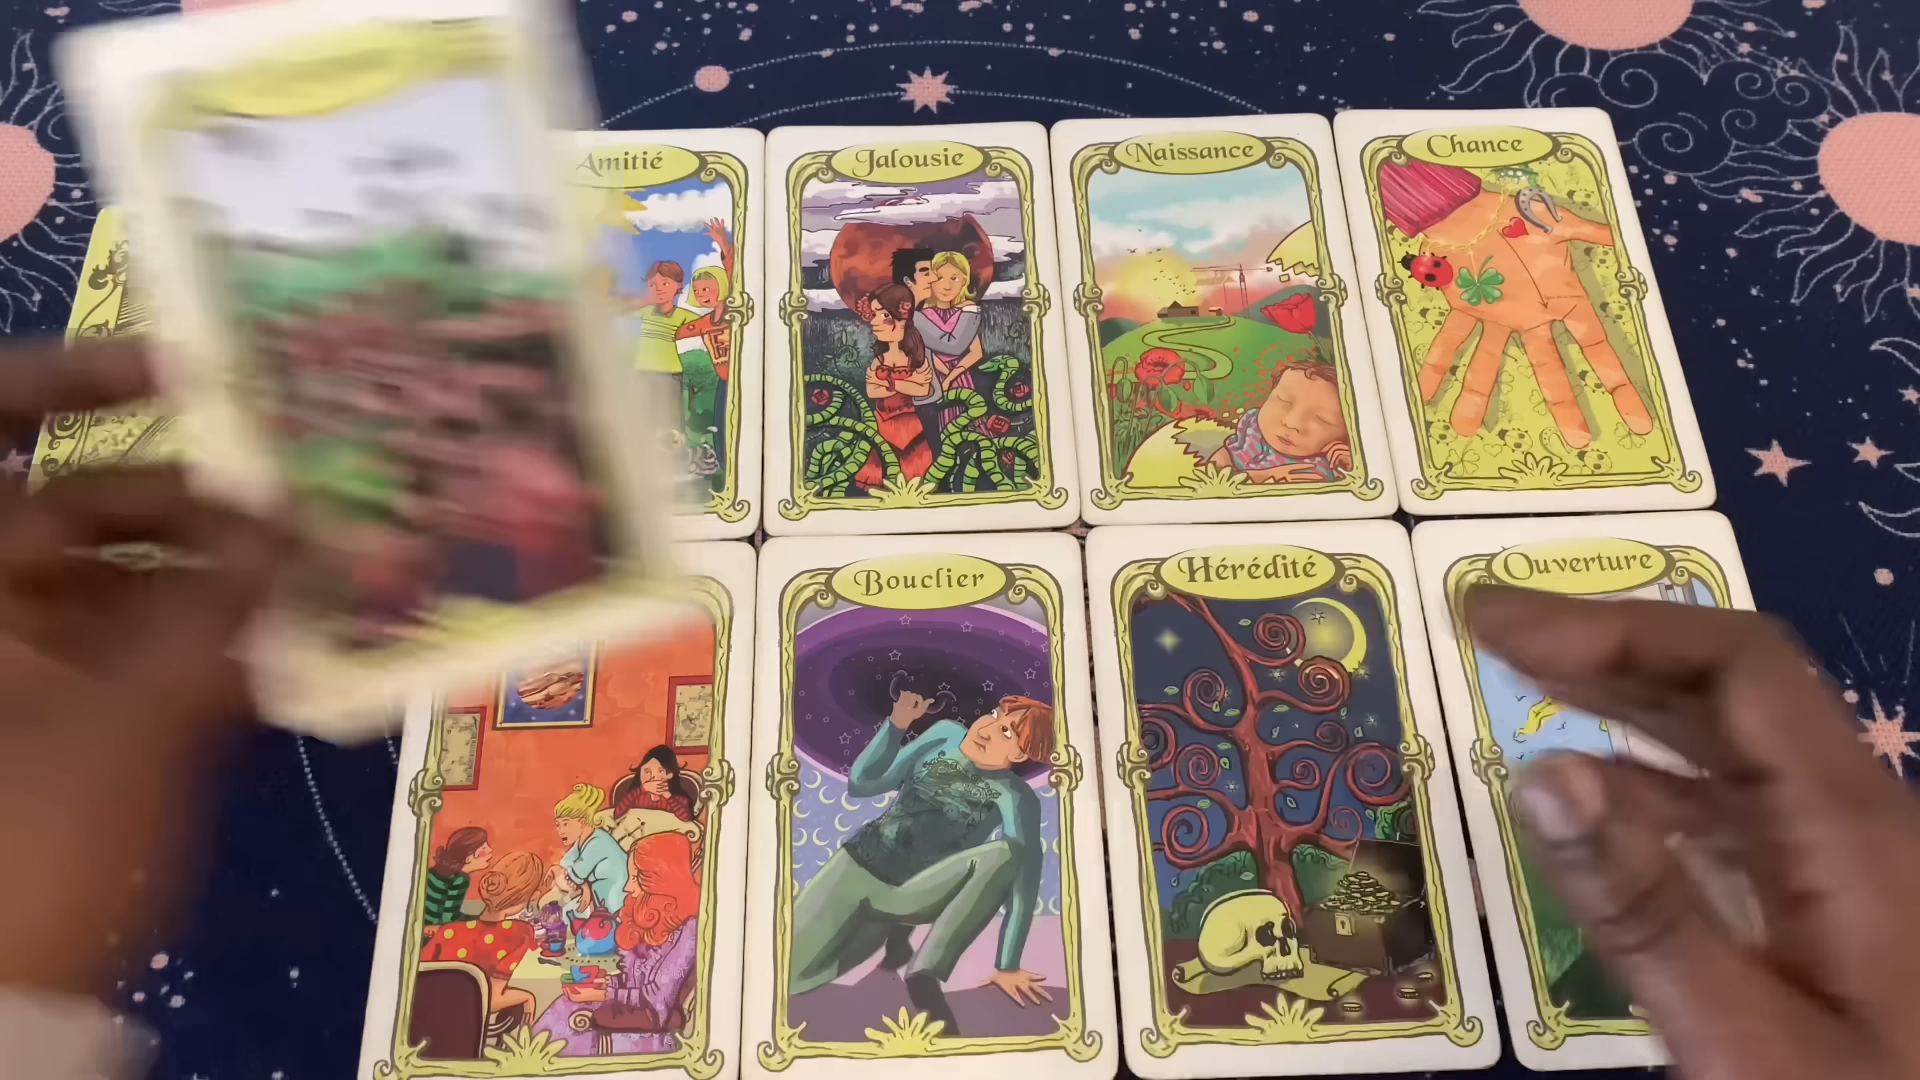 Amitié
Jalousie
Naissance
Chance
Bouclier
Hérédité
Ouverture